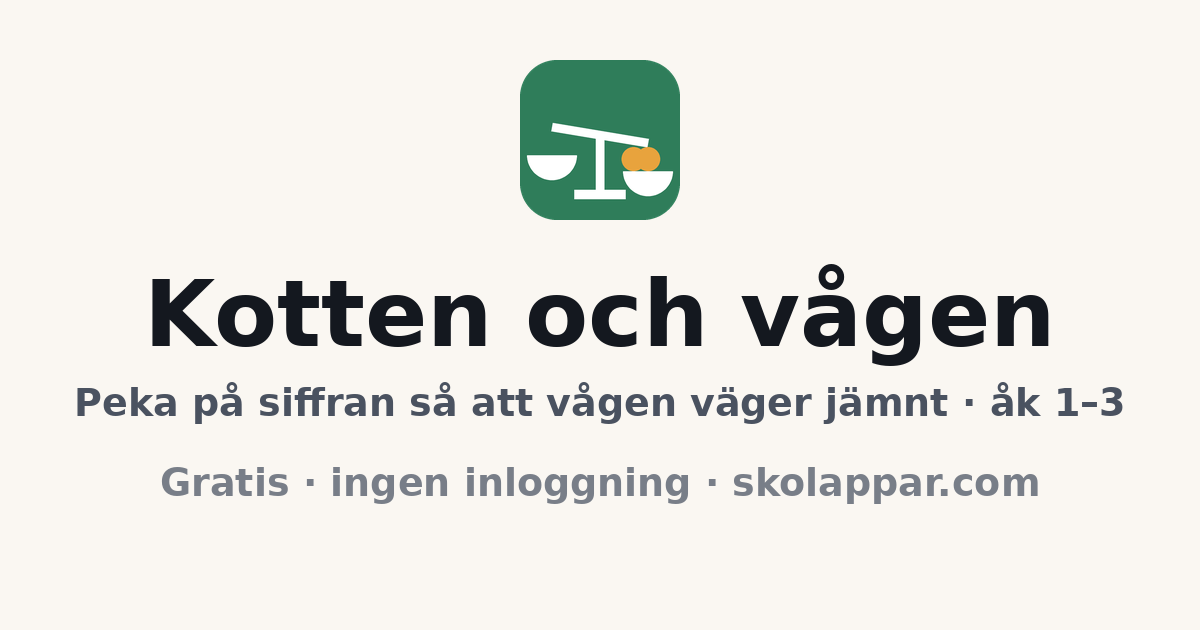 Kotten och vågen
Peka på siffran så att vågen väger jämnt · åk 1–3
Gratis · ingen inloggning · skolappar.com